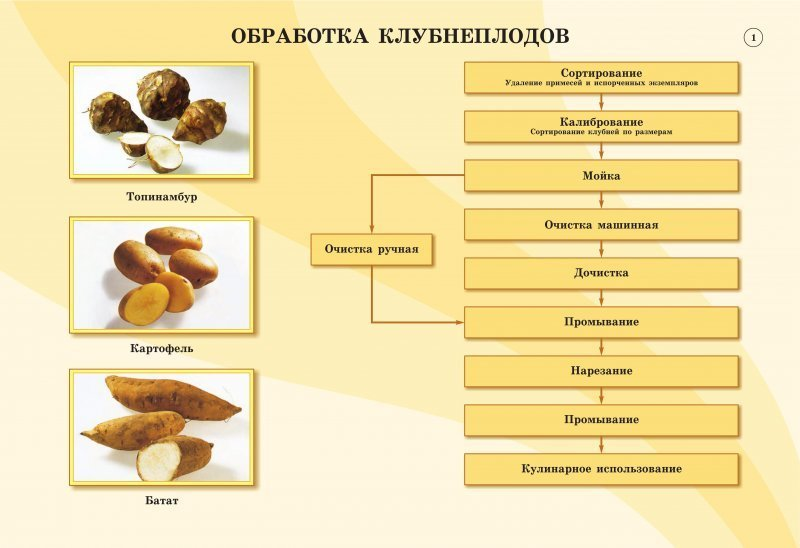 ОБРАБОТКА КЛУБНЕПЛОДОВ
1
Топинамбур
Картофель
Батат
Сортирование
Удаление примесей и испорченных экземпляров
Калибрование
Сортирование клубней по размерам
Мойка
Очистка ручная
Очистка машинная
Дочистка
Промывание
Нарезание
Промывание
Кулинарное использование